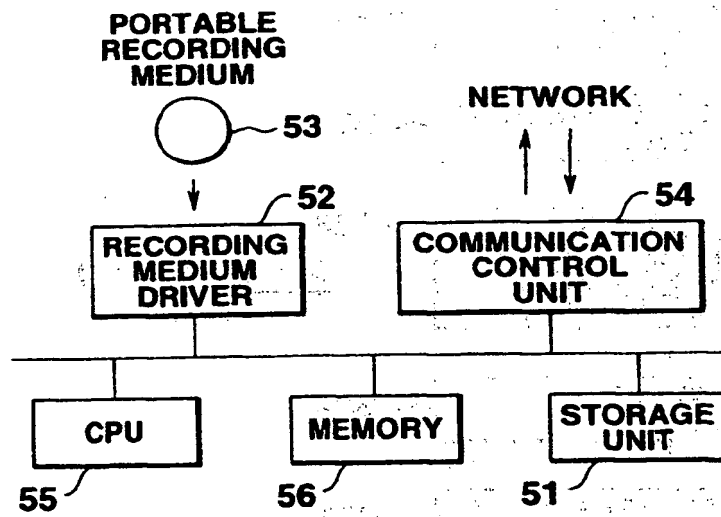 PORTABLE
RECORDING
MEDIUM
53
NETWORK
52
RECORDING
MEDIUM
DRIVER
54
COMMUNICATION
CONTROL
UNIT
CPU
55
MEMORY
56
STORAGE
UNIT
51